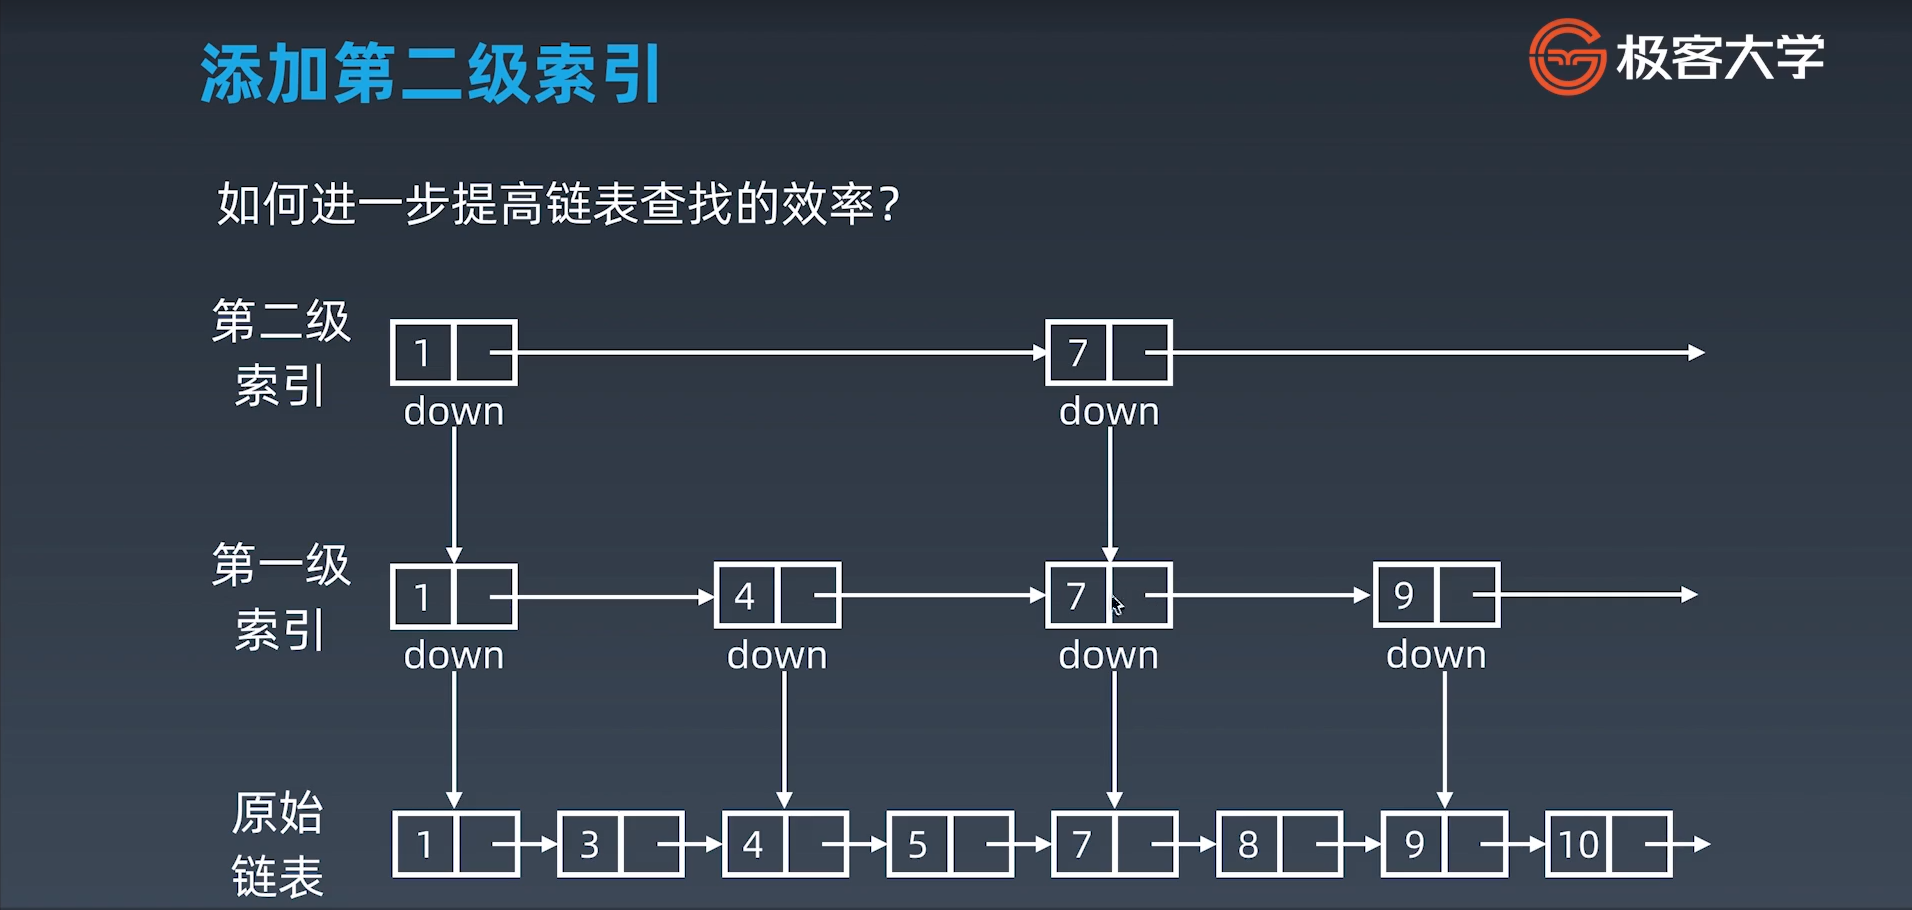 添加第二级索引
极客大学
如何进一步提高链表查找的效率?
第二级
索引
1
7
down
down
第一级
索引
1
4
7
9
down
down
down
down
原始
链表
1
3
4
5
7
8
9
10